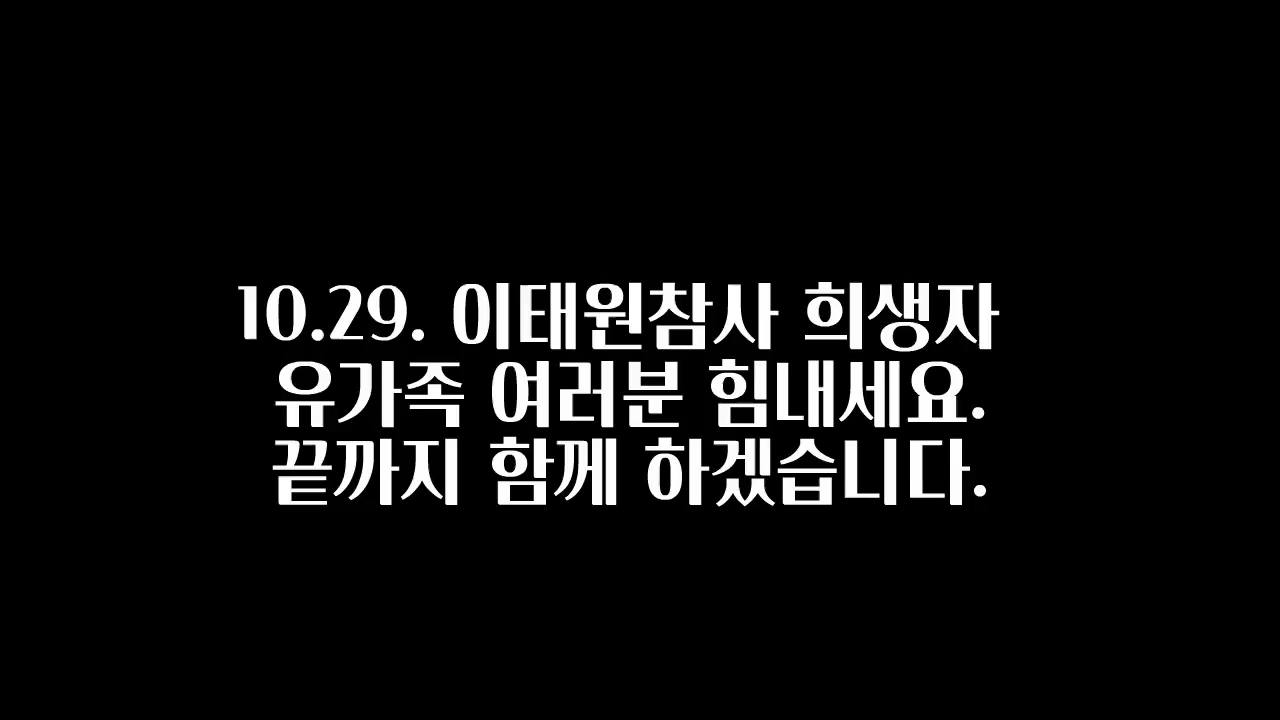 10.29. 이태원참사 희생자
유가족 여러분 힘내세요.
끝까지 함께 하겠습니다.